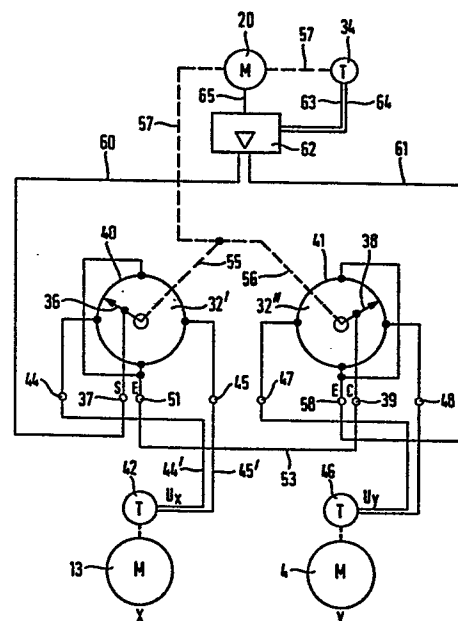 20 57 34
M T
65 63 64
57
62
60 61
40 41 38
55 56
36 32' 32"
44 S E 45 47 E C 48
37 51 58 39
44' 45' 53
42 46
T Ux T Uy
13 M 4 M
X Y